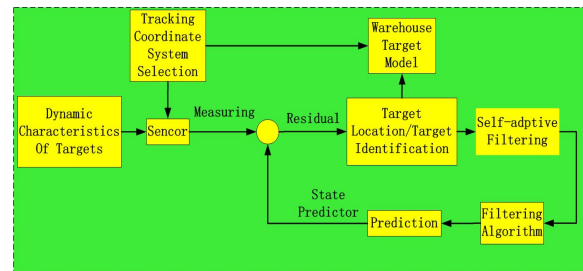 Tracking
Coordinate
System
Selection
Warehouse
Target
Model
Dynamic
Characteristics
Of Targets
Sencor
Measuring
Residual
Target
Location/Target
Identification
Self-adptive
Filtering
State
Predictor
Prediction
Filtering
Algorithm